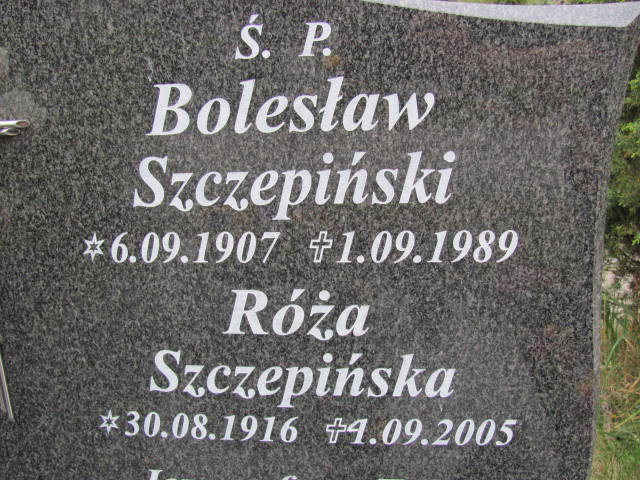 Ś. P.
Bolesław
Szczepiński
6.09.1907 1.09.1989
Róża
Szczepińska
30.08.1916 4.09.2005